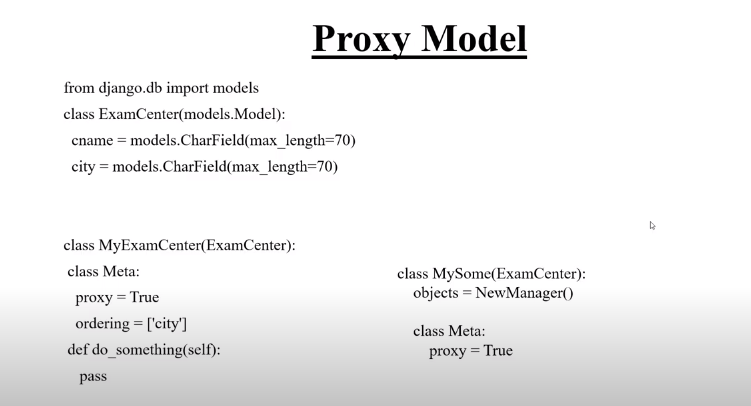 Proxy Model
from django.db import models
class ExamCenter(models.Model):
cname = models.CharField(max_length=70)
city = models.CharField(max_length=70)
class MyExamCenter(ExamCenter):
class Meta:
proxy = True
ordering = ['city']
def do_something(self):
pass
class MySome(ExamCenter):
objects = NewManager()
class Meta:
proxy = True